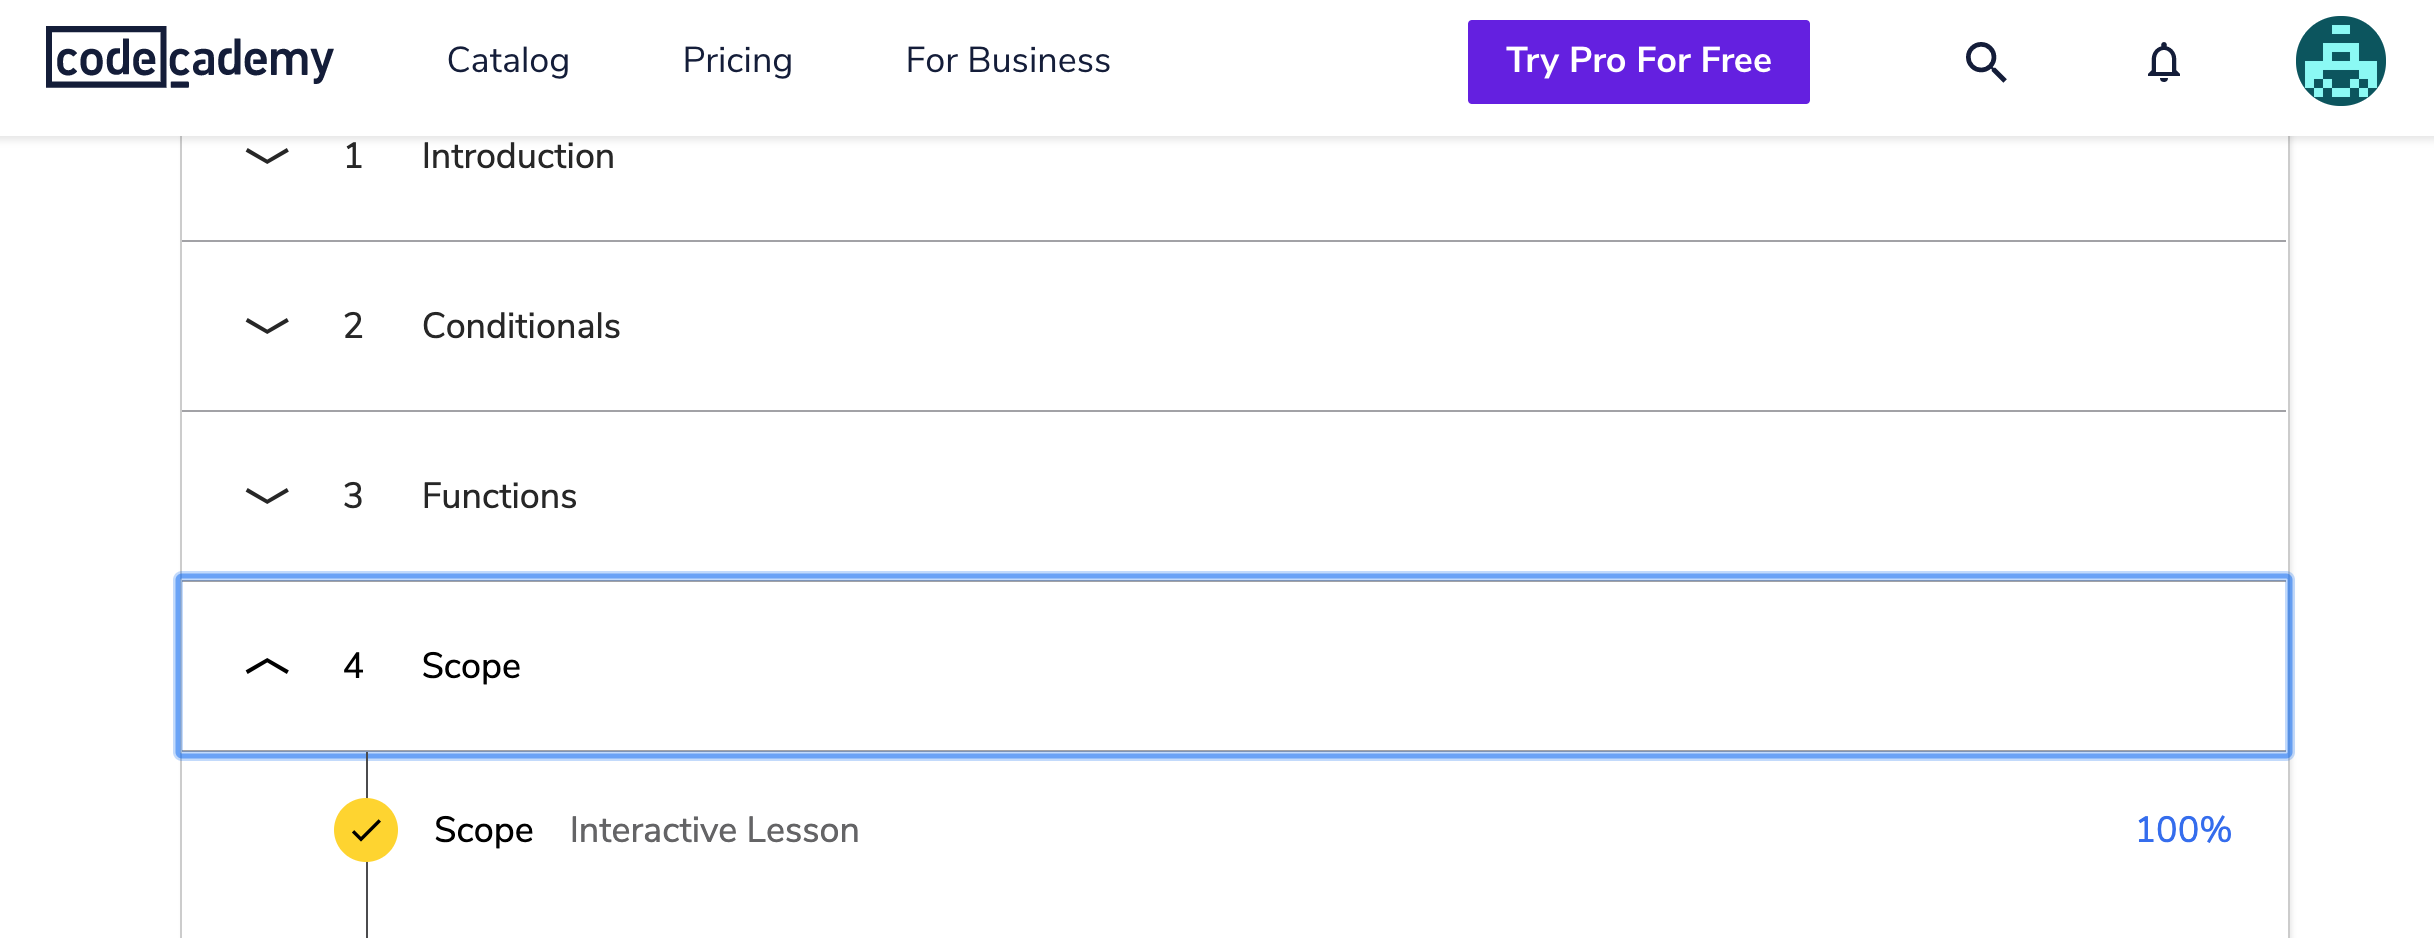 codecademy Catalog Pricing For Business Try Pro For Free
1 Introduction
2 Conditionals
3 Functions
4 Scope
Scope Interactive Lesson 100%